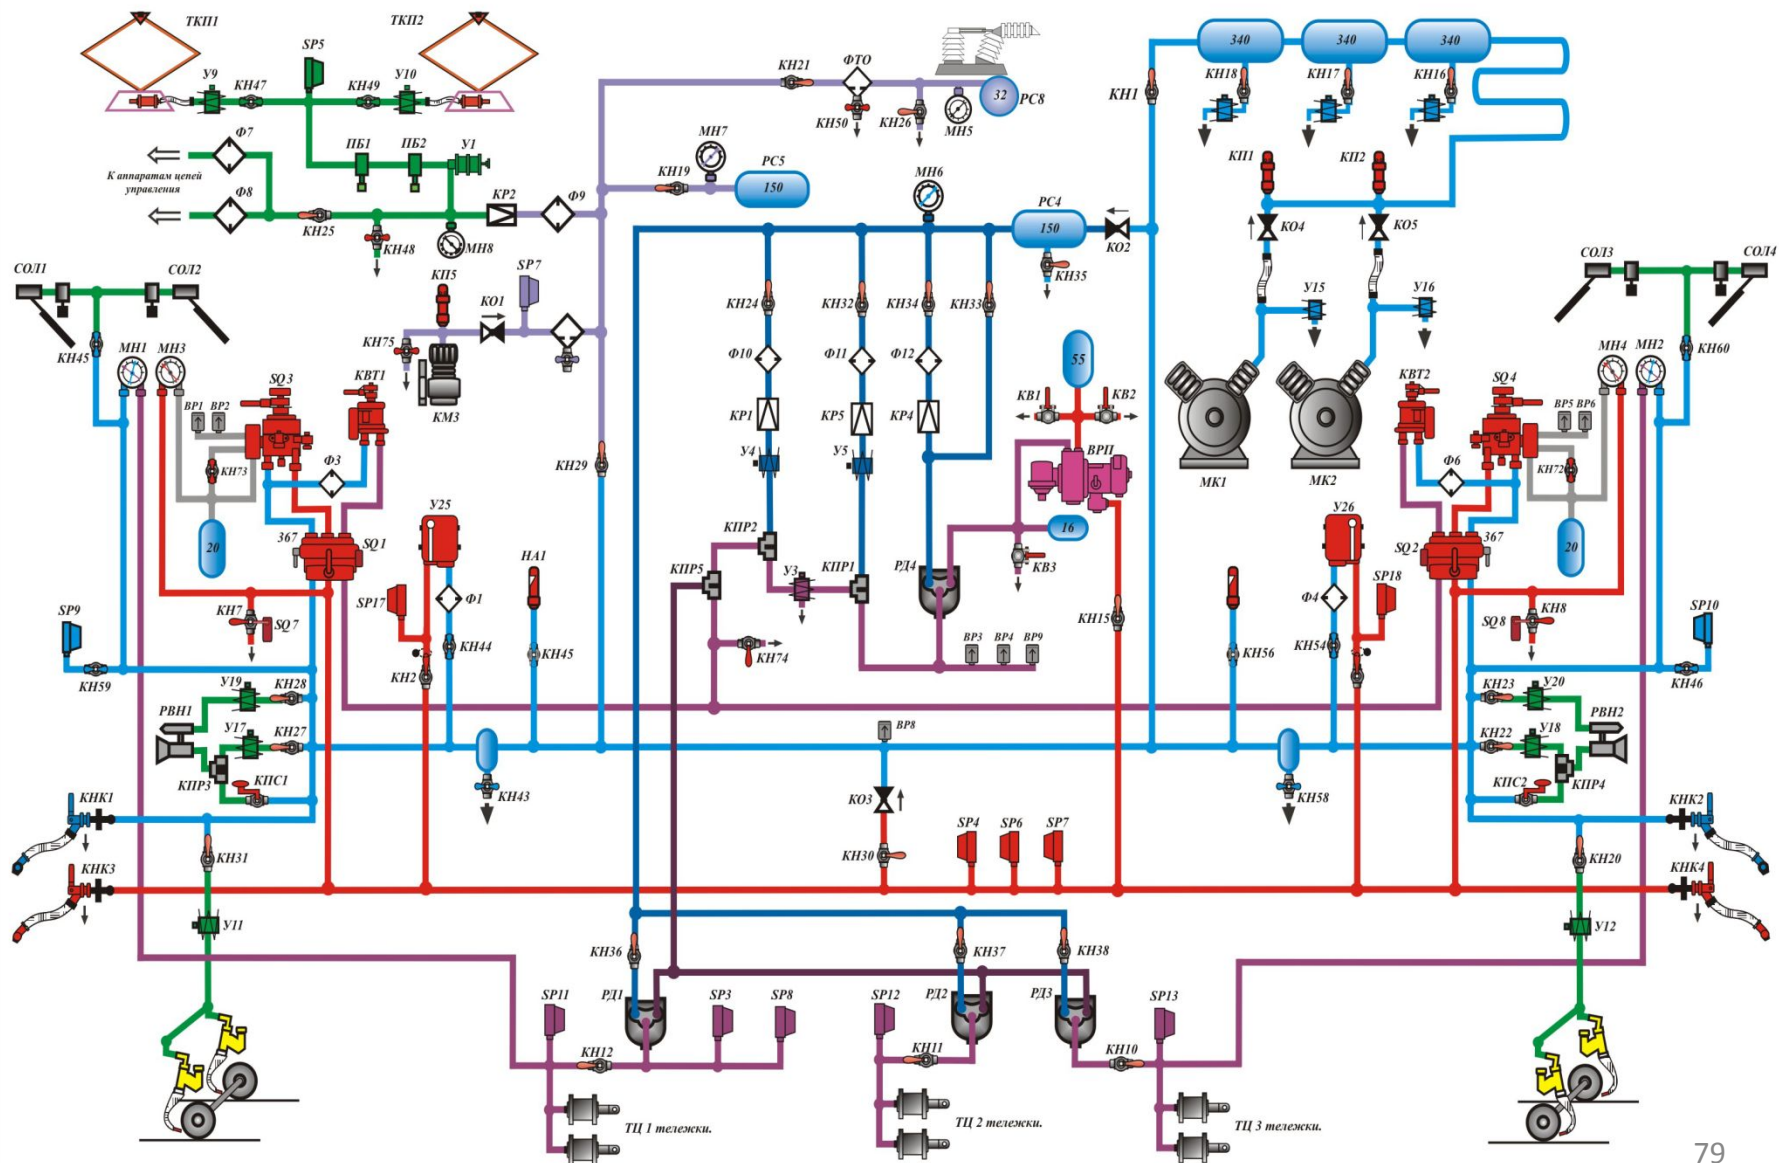 ТКП1
ТКП2
SP5
У9
КН47
КН49
У10
Ф7
К аппаратам цепей
управления
Ф8
ПБ1
ПБ2
У1
КР2
Ф9
КН25
КН48
МН8
КН21
ФТО
КН50
КН26
МН5
32
РС8
МН7
РС5
КН19
150
МН6
РС4
150
КО2
КН35
КН1
340
340
340
КН18
КН17
КН16
КП1
КП2
КО4
КО5
У15
У16
МК1
МК2
СОЛ1
СОЛ2
КН45
МН1
МН3
SQ3
КВТ1
ВР1
ВР2
КН73
Ф3
20
367
SQ1
КП5
КО1
SP7
КН75
КМ3
КН29
КН24
КН32
КН34
КН33
Ф10
Ф11
Ф12
КР1
КР5
КР4
У4
У5
55
КВ1
КВ2
ВРП
16
КВ3
КПР2
КПР5
У3
КПР1
РД4
КН74
ВР3
ВР4
ВР9
КН15
СОЛ3
СОЛ4
КН60
МН4
МН2
КВТ2
SQ4
ВР5
ВР6
КН72
Ф6
20
367
SQ2
У25
У26
НА1
SP17
Ф1
КН44
КН2
КН45
SP18
Ф4
КН54
КН56
SP9
КН7
SQ7
КН59
КН8
SQ8
SP10
КН46
У19
КН28
РВН1
У17
КН27
КПР3
КПС1
КН23
У20
РВН2
КН22
У18
КПС2
КПР4
КН43
ВР8
КО3
КН30
КН58
SP4
SP6
SP7
КНК1
КНК2
КНК3
КНК4
КН31
КН20
У11
У12
КН36
КН37
КН38
РД1
РД2
РД3
SP11
SP3
SP8
SP12
SP13
КН12
КН11
КН10
ТЦ 1 тележки.
ТЦ 2 тележки.
ТЦ 3 тележки.
79